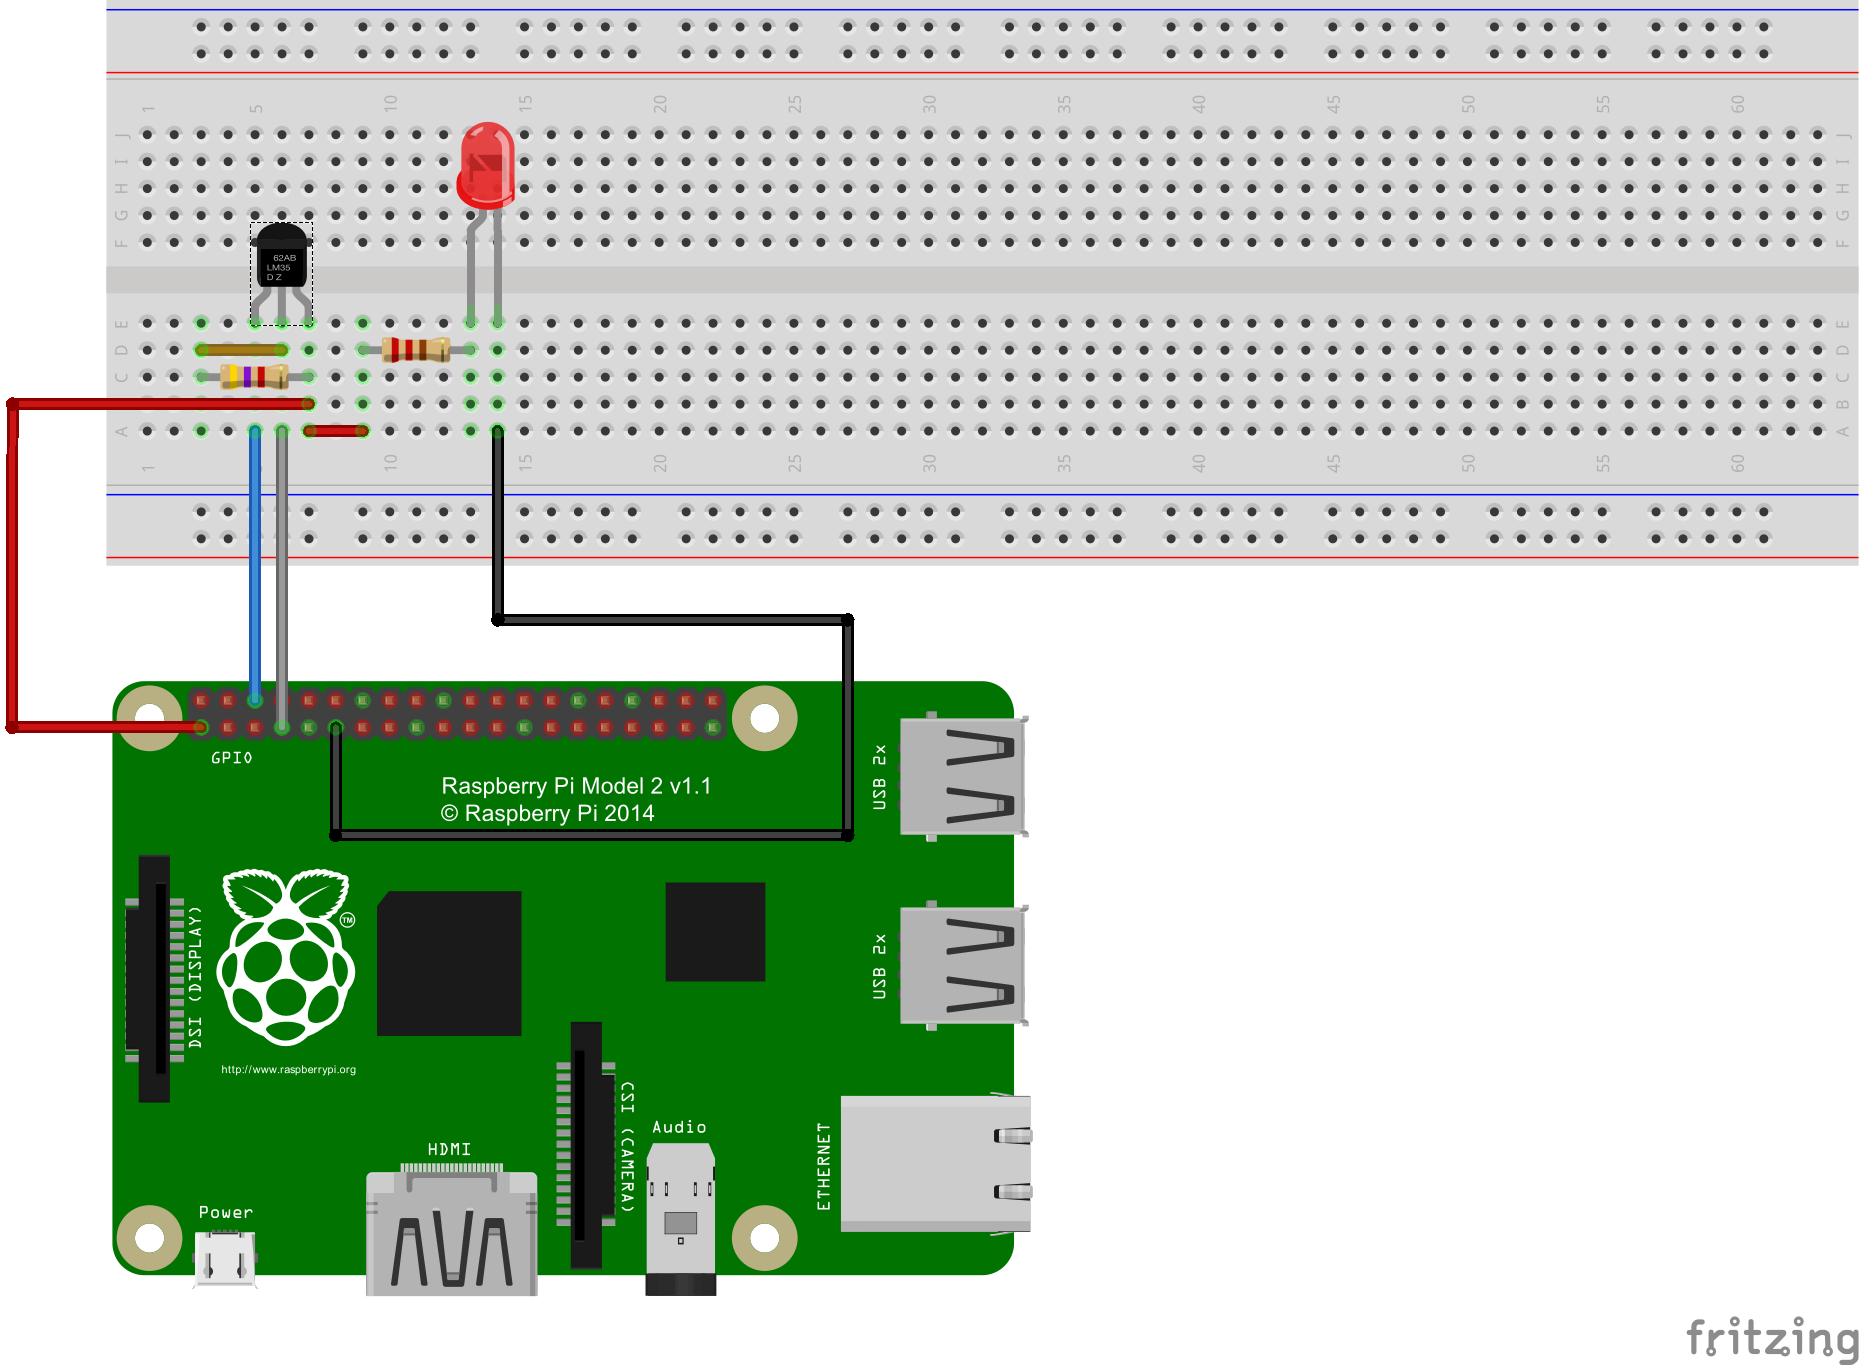 1 5 10 15 20 25 30 35 40 45 50 55 60
J J
I I
H H
G G
F F
62AB
LM35
D Z
E E
D D
C C
B
A A
1 10 15 20 25 30 35 40 45 50 55 60
GPIO
Raspberry Pi Model 2 v1.1
© Raspberry Pi 2014
USB 2x
TM
DSI (DISPLAY)
USB 2x
http://www.raspberrypi.org
CSI (CAMERA)
Audio
ETHERNET
HDMI
Power
fritzing